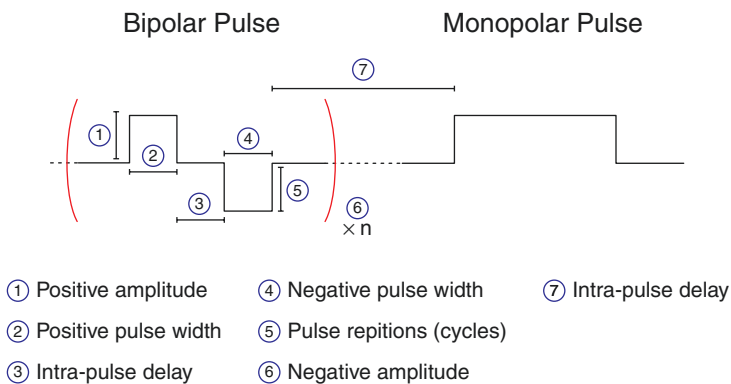 Bipolar Pulse
Monopolar Pulse
7
1
4
2
5
3
6
× n
1 Positive amplitude
4 Negative pulse width
7 Intra-pulse delay
2 Positive pulse width
5 Pulse repitions (cycles)
3 Intra-pulse delay
6 Negative amplitude